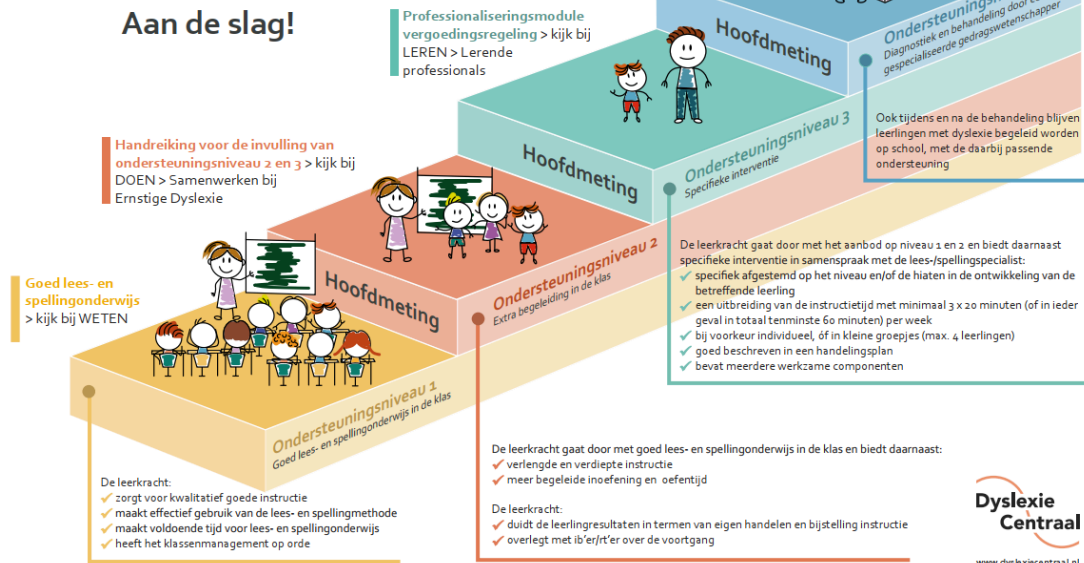 Aan de slag!
Professionaliseringsmodule
vergoedingsregeling > kijk bij
LEREN > Lerende
professionals
Handreiking voor de invulling van
ondersteuningsniveau 2 en 3 > kijk bij
DOEN > Samenwerken bij
Ernstige Dyslexie
Goed lees- en
spellingonderwijs
> kijk bij WETEN
Hoofdmeting
Hoofdmeting
Hoofdmeting
Diagnostiek en behandeling door
gespecialiseerde gedragswetenschapper
Ook tijdens en na de behandeling blijven
leerlingen met dyslexie begeleid worden
op school, met de daarbij passende
ondersteuning
Ondersteuningsniveau 3
Specifieke interventie
De leerkracht gaat door met het aanbod op niveau 1 en 2 en biedt daarnaast
specifieke interventie in samenspraak met de lees-/spellingspecialist:
✓ specifiek afgestemd op het niveau en/of de hiaten in de ontwikkeling van de
betreffende leerling
✓ een uitbreiding van de instructietijd met minimaal 3 x 20 minuten (of in ieder
geval in totaal tenminste 60 minuten) per week
✓ bij voorkeur individueel, óf in kleine groepjes (max. 4 leerlingen)
✓ goed beschreven in een handelingsplan
✓ bevat meerdere werkzame componenten
Ondersteuningsniveau 2
Extra begeleiding in de klas
De leerkracht gaat door met goed lees- en spellingonderwijs in de klas en biedt daarnaast:
✓ verlengde en verdiepte instructie
✓ meer begeleide inoefening en oefentijd
De leerkracht:
✓ duidt de leerlingresultaten in termen van eigen handelen en bijstelling instructie
✓ overlegt met ib'er/rt'er over de voortgang
Ondersteuningsniveau 1
Goed lees- en spellingonderwijs in de klas
De leerkracht:
✓ zorgt voor kwalitatief goede instructie
✓ maakt effectief gebruik van de lees- en spellingmethode
✓ maakt voldoende tijd voor lees- en spellingonderwijs
✓ heeft het klassenmanagement op orde
Dyslexie
Centraal
www.dyslexiecentraal.nl